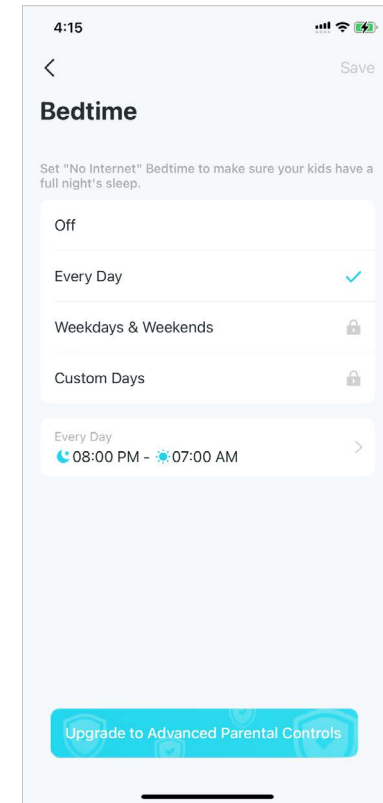 4:15
Save
Bedtime
Set "No Internet" Bedtime to make sure your kids have a
full night's sleep.
Off
Every Day
Weekdays & Weekends
Custom Days
Every Day
08:00 PM - 07:00 AM
Upgrade to Advanced Parental Controls